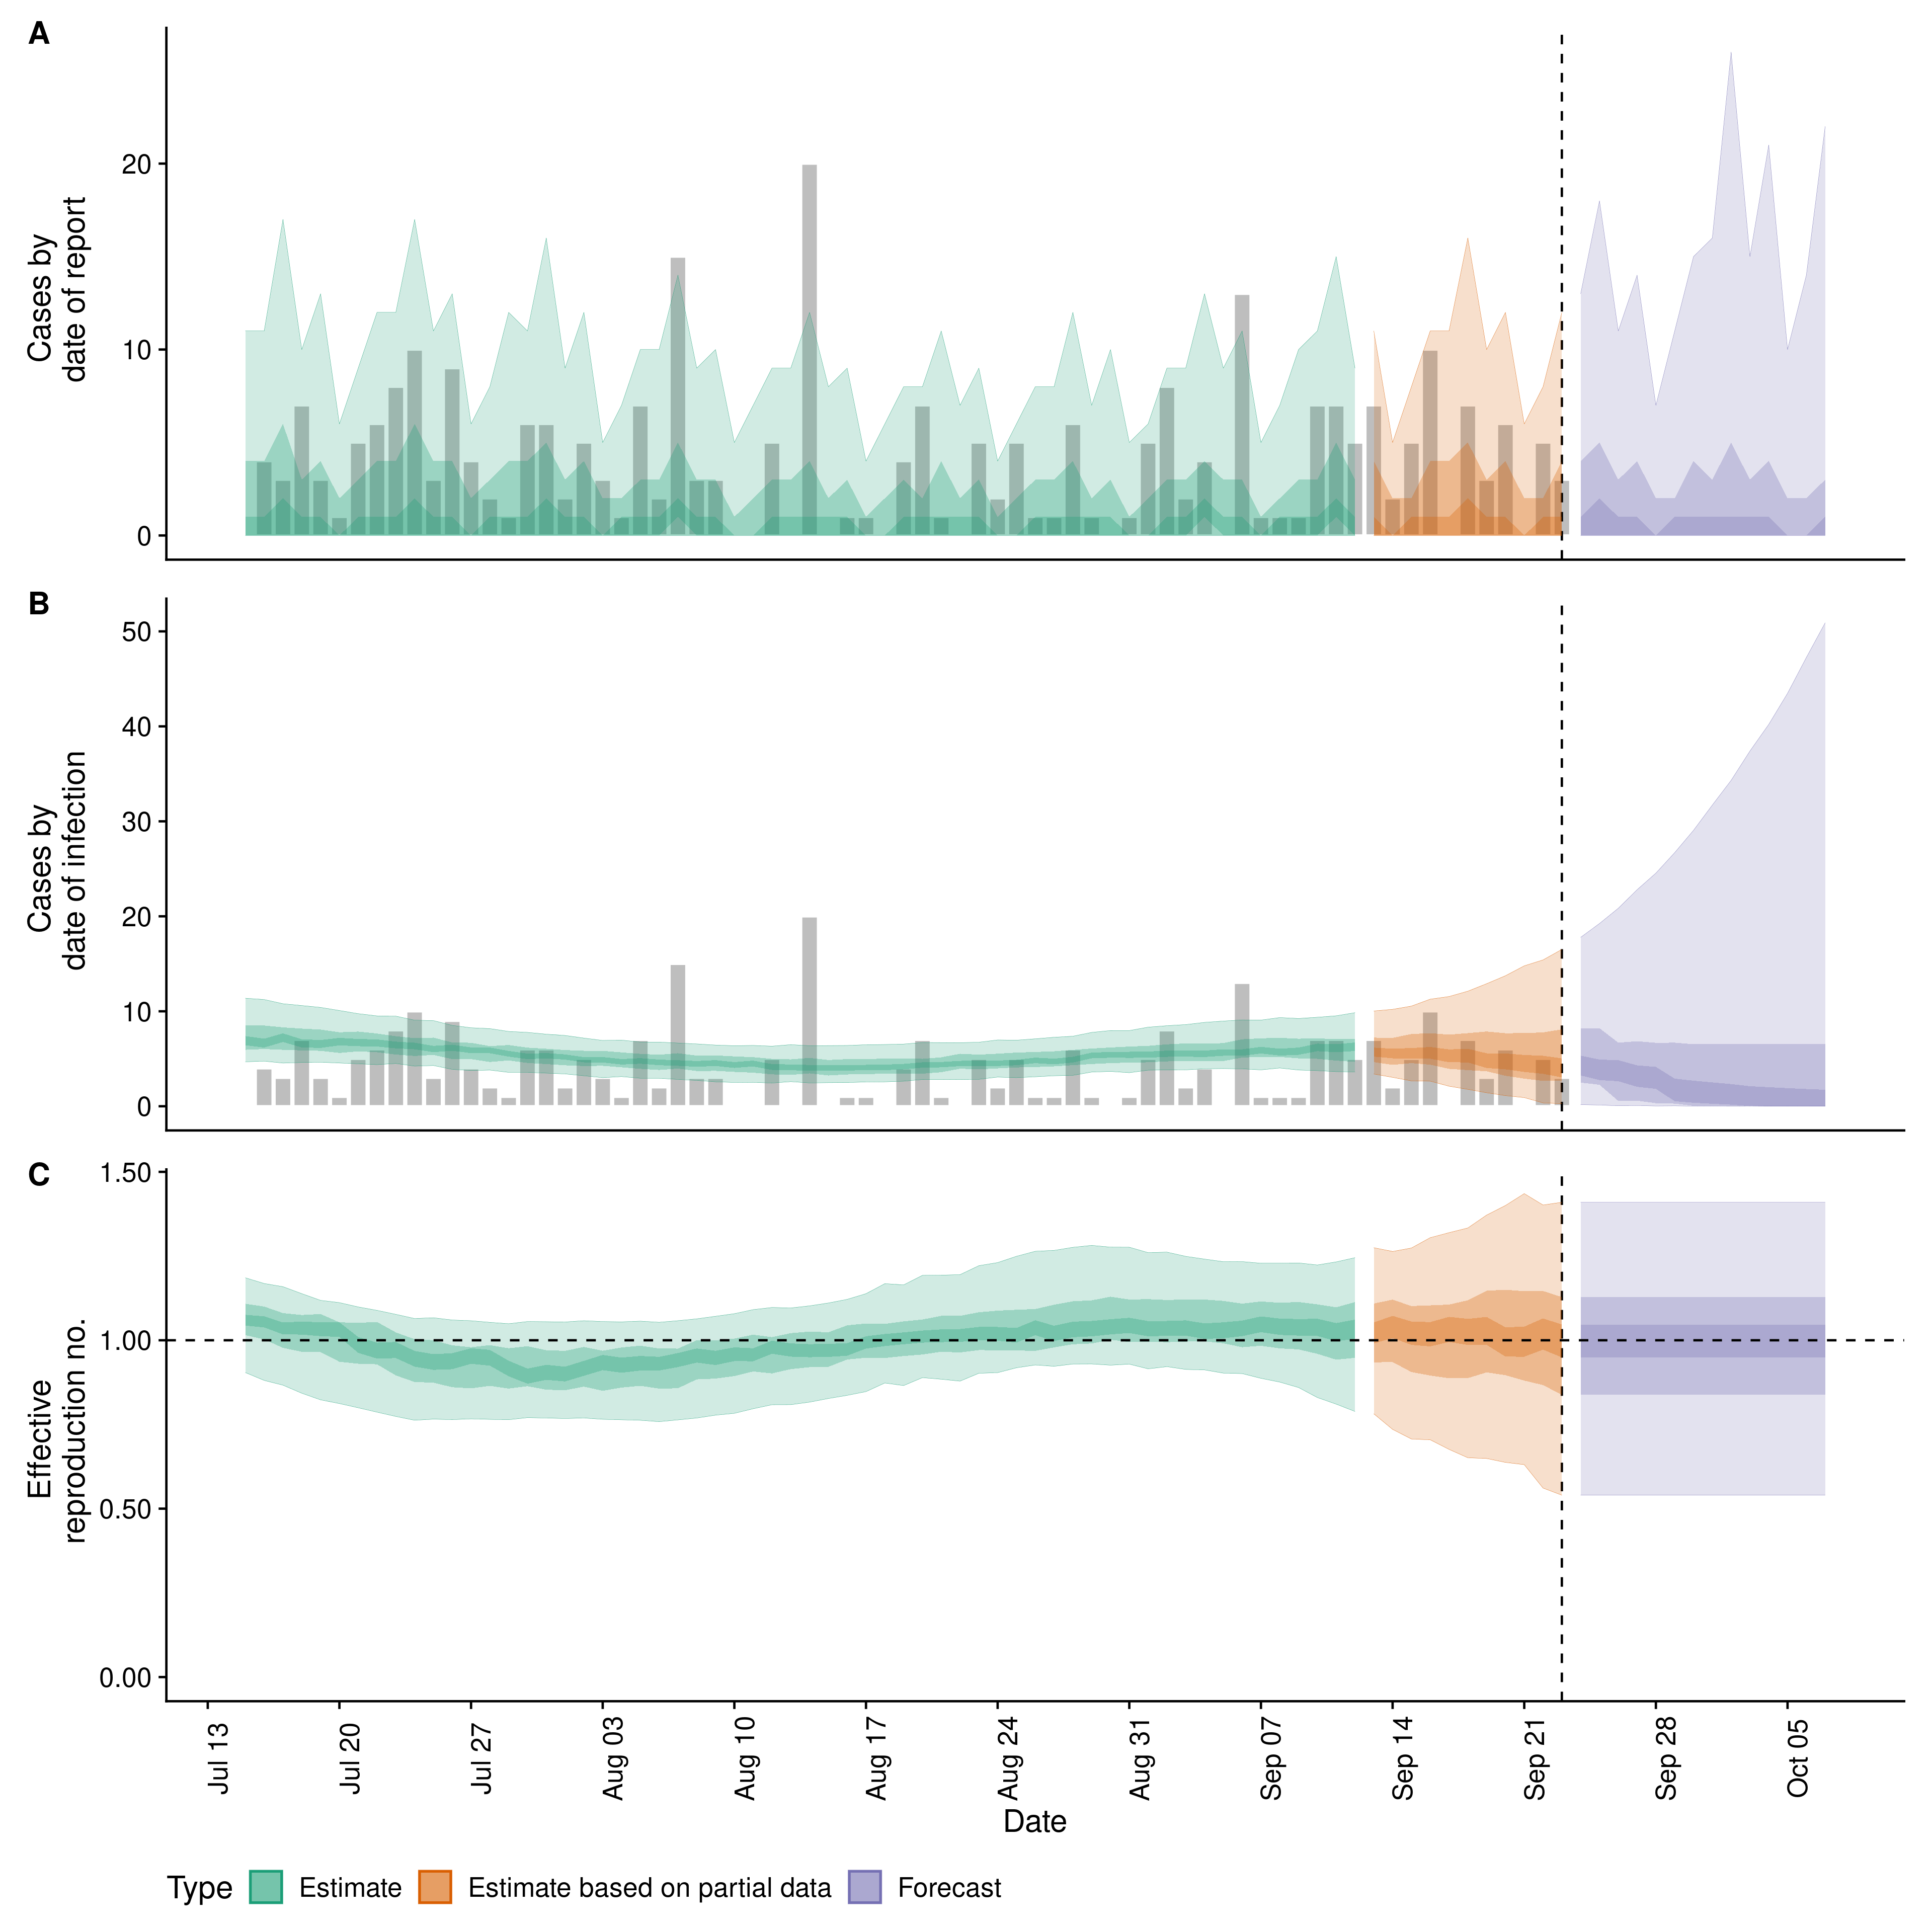 A
Cases by
date of report
20
10
0
B
Cases by
date of infection
50
40
30
20
10
0
C
Effective
reproduction no.
1.50
1.00
0.50
0.00
Jul 13
Jul 20
Jul 27
Aug 03
Aug 10
Aug 17
Aug 24
Aug 31
Sep 07
Sep 14
Sep 21
Sep 28
Oct 05
Date
Type Estimate Estimate based on partial data Forecast